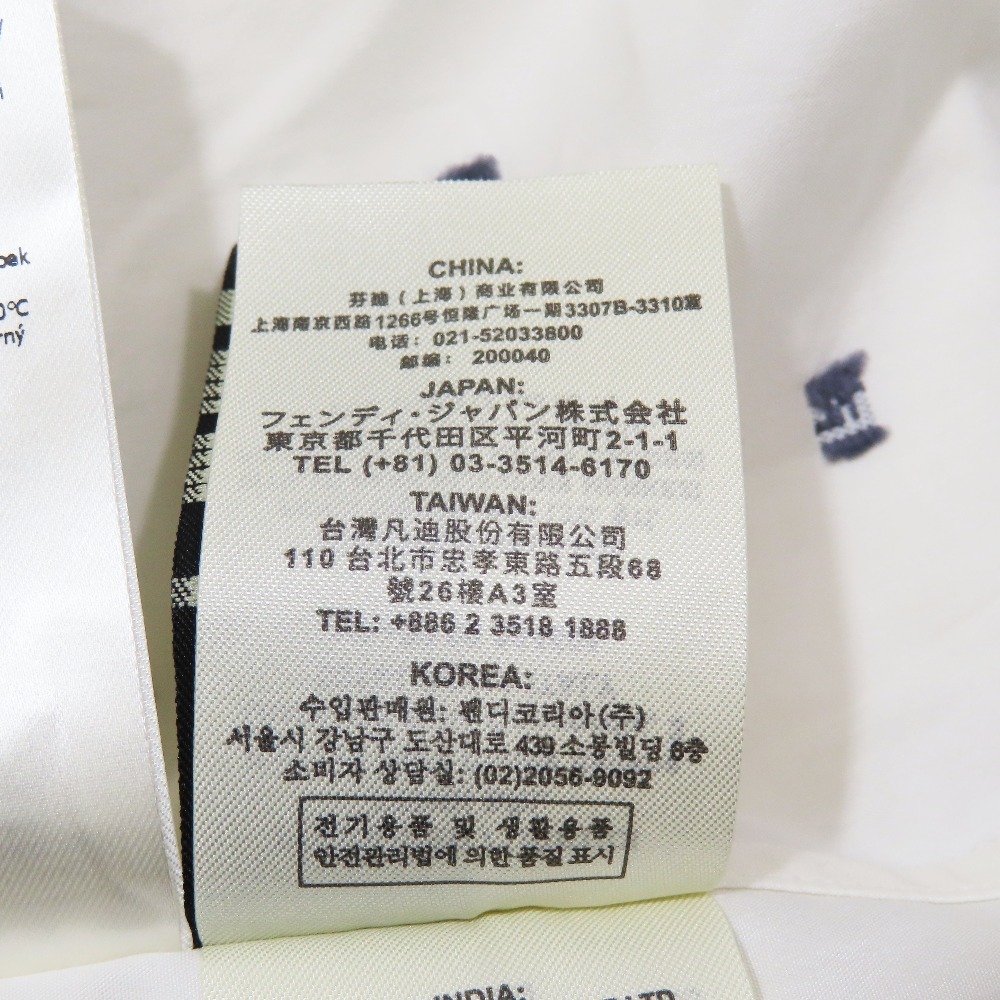 CHINA:
芬迪（上海）商业有限公司
上海南京西路1266号恒隆广场一期3307B-3310室
电话：021-52033800
邮编：200040
JAPAN:
フェンディ・ジャパン株式会社
東京都千代田区平河町2-1-1
TEL (+81) 03-3514-6170
TAIWAN:
台灣凡迪股份有限公司
110 台北市忠孝東路五段68
號26樓A3室
TEL: +886 2 3518 1888
KOREA:
수입판매원: 펜디코리아(주)
서울시 강남구 도산대로 439 소봉빌딩 6층
소비자 상담실: (02)2056-9092
전기용품 및 생활용품
안전관리법에 의한 품질 표시
INDIA:
LTD
0°C